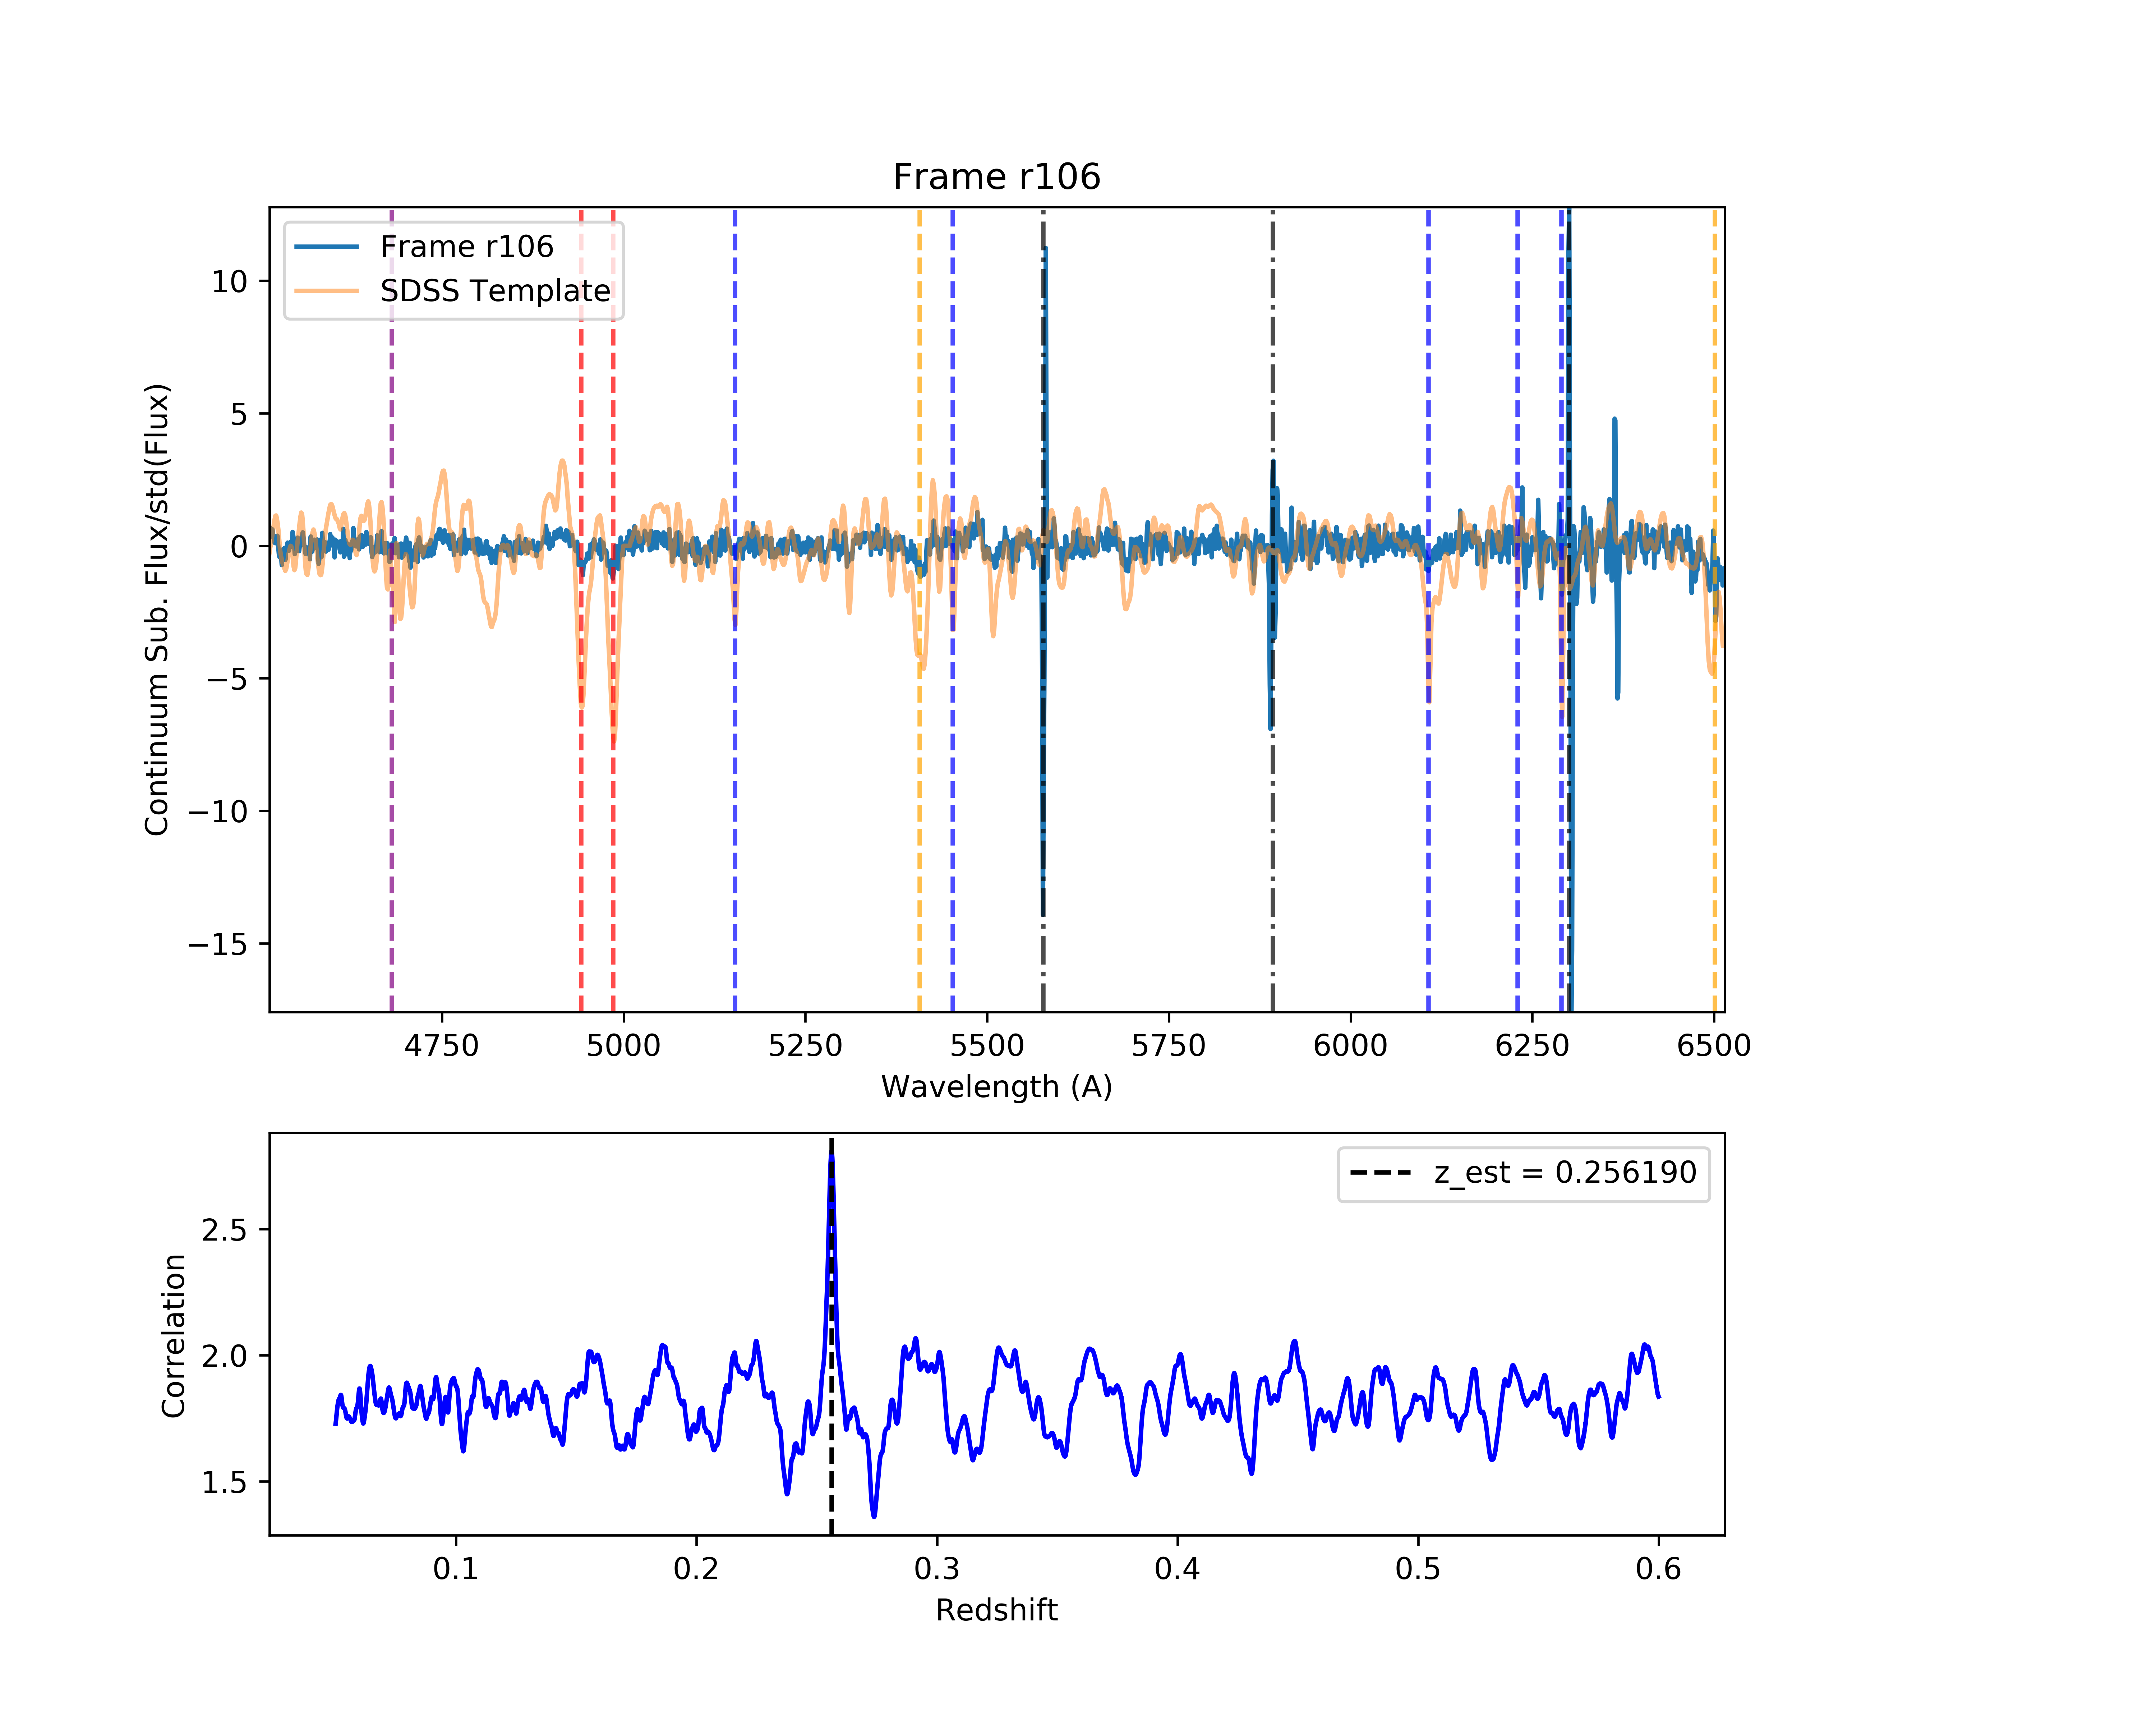 Frame r106
Frame r106
SDSS Template
10
5
0
−5
−10
−15
Continuum Sub. Flux/std(Flux)
4750 5000 5250 5500 5750 6000 6250 6500
Wavelength (A)
z_est = 0.256190
2.5
2.0
1.5
Correlation
0.1 0.2 0.3 0.4 0.5 0.6
Redshift